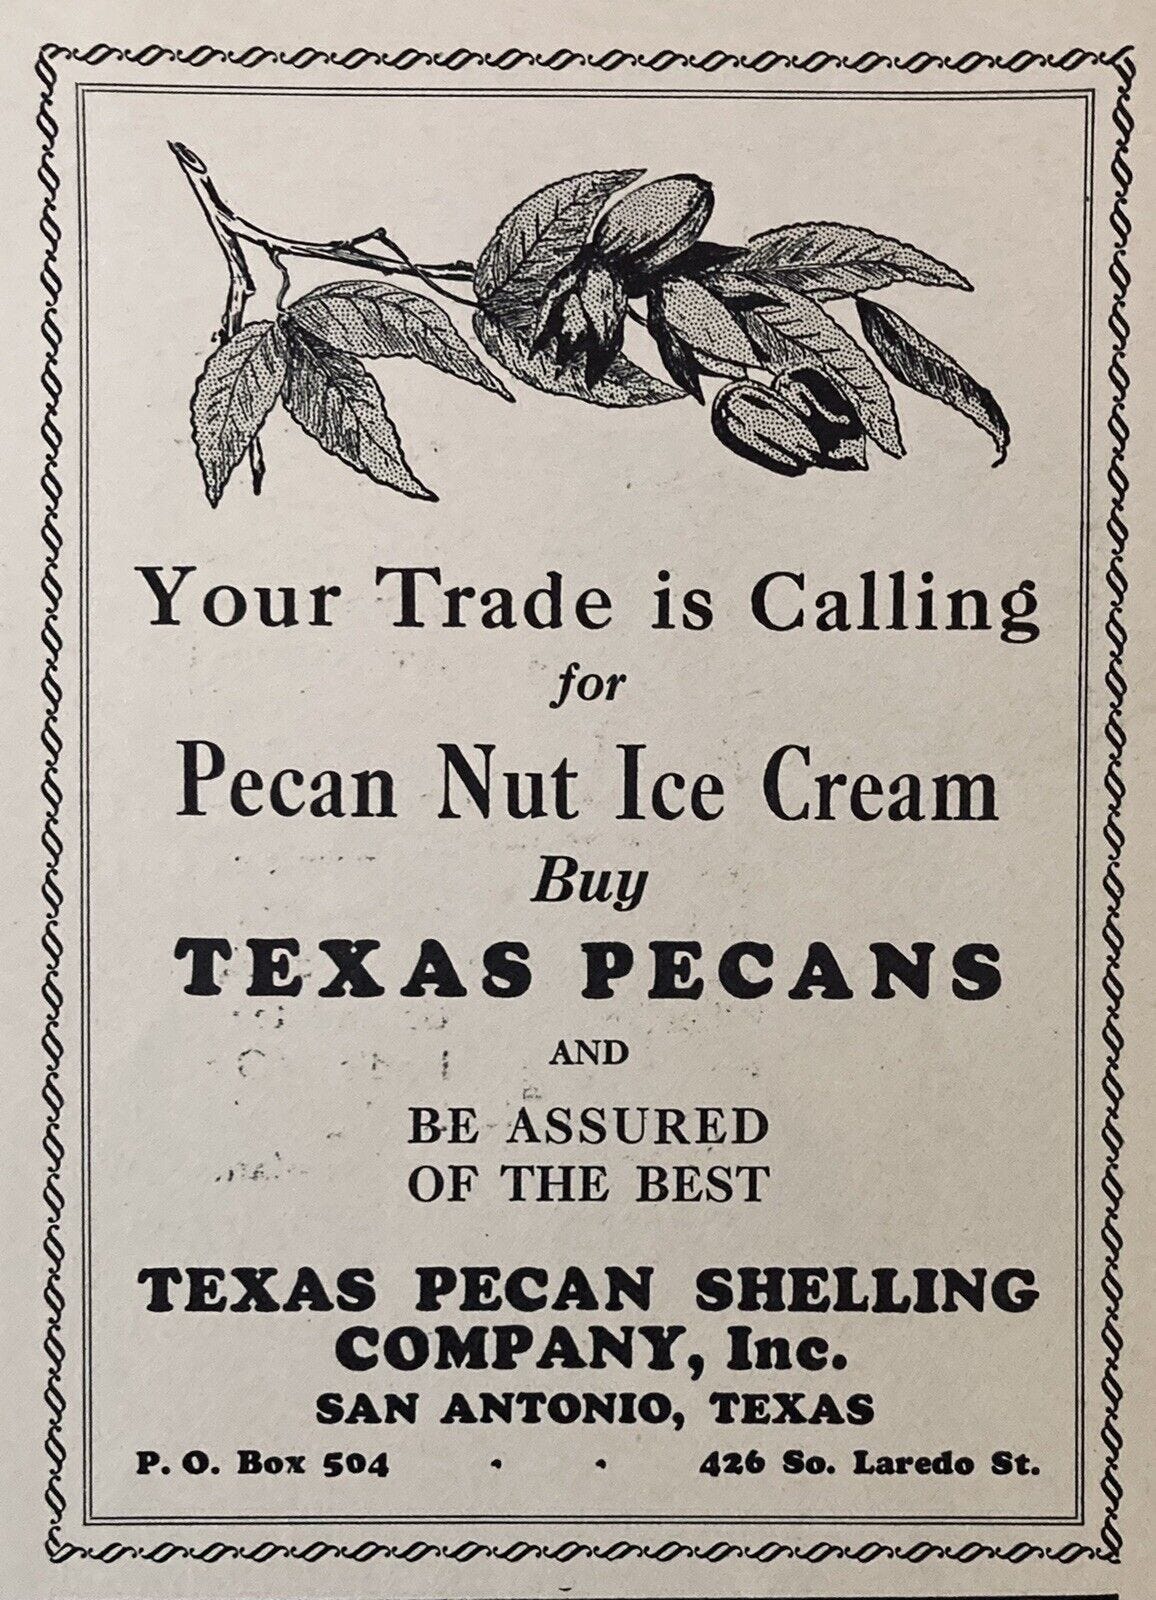 Your Trade is Calling
for
Pecan Nut Ice Cream
Buy
TEXAS PECANS
AND
BE ASSURED
OF THE BEST
TEXAS PECAN SHELLING
COMPANY, Inc.
SAN ANTONIO, TEXAS
P. O. Box 504 · · 426 So. Laredo St.